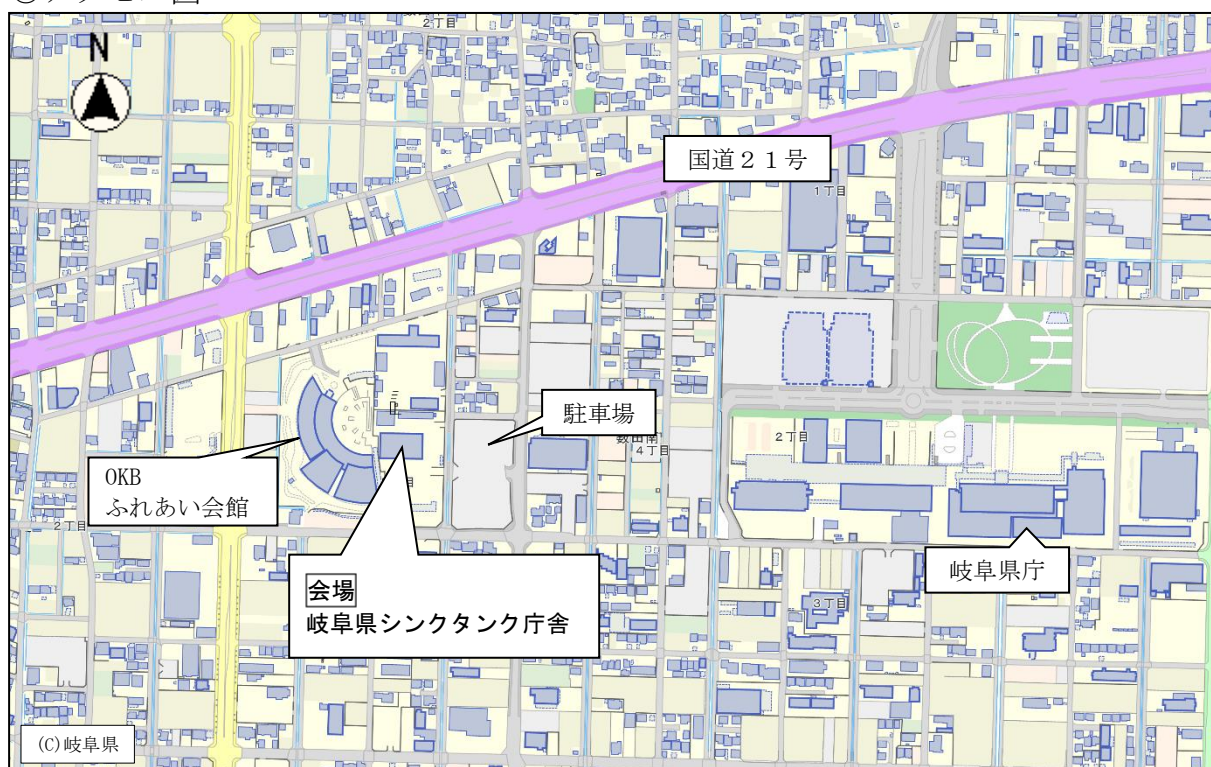 ２丁目
N
国道２１号
１丁目
駐車場
OKB
ふれあい会館
２丁目
薮田南
４丁目
２丁目
会場
岐阜県シンクタンク庁舎
岐阜県庁
３丁目
(C)岐阜県